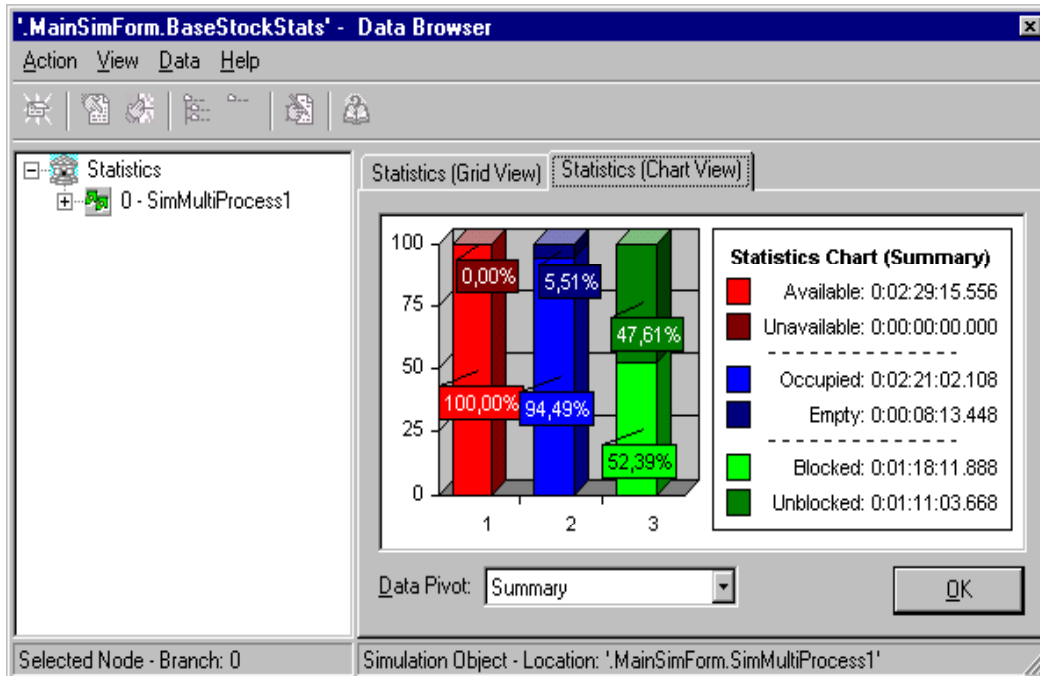 '.MainSimForm.BaseStockStats' - Data Browser
Action View Data Help
Statistics
0 - SimMultiProcess1
Statistics (Grid View) Statistics (Chart View)
100
75
50
25
0
0,00%
5,51%
47,61%
100,00%
94,49%
52,39%
1 2 3
Statistics Chart (Summary)
Available: 0:02:29:15.556
Unavailable: 0:00:00:00.000
- - - - - - - - - - - - - - -
Occupied: 0:02:21:02.108
Empty: 0:00:08:13.448
- - - - - - - - - - - - - - -
Blocked: 0:01:18:11.888
Unblocked: 0:01:11:03.668
Data Pivot: Summary
OK
Selected Node - Branch: 0
Simulation Object - Location: '.MainSimForm.SimMultiProcess1'